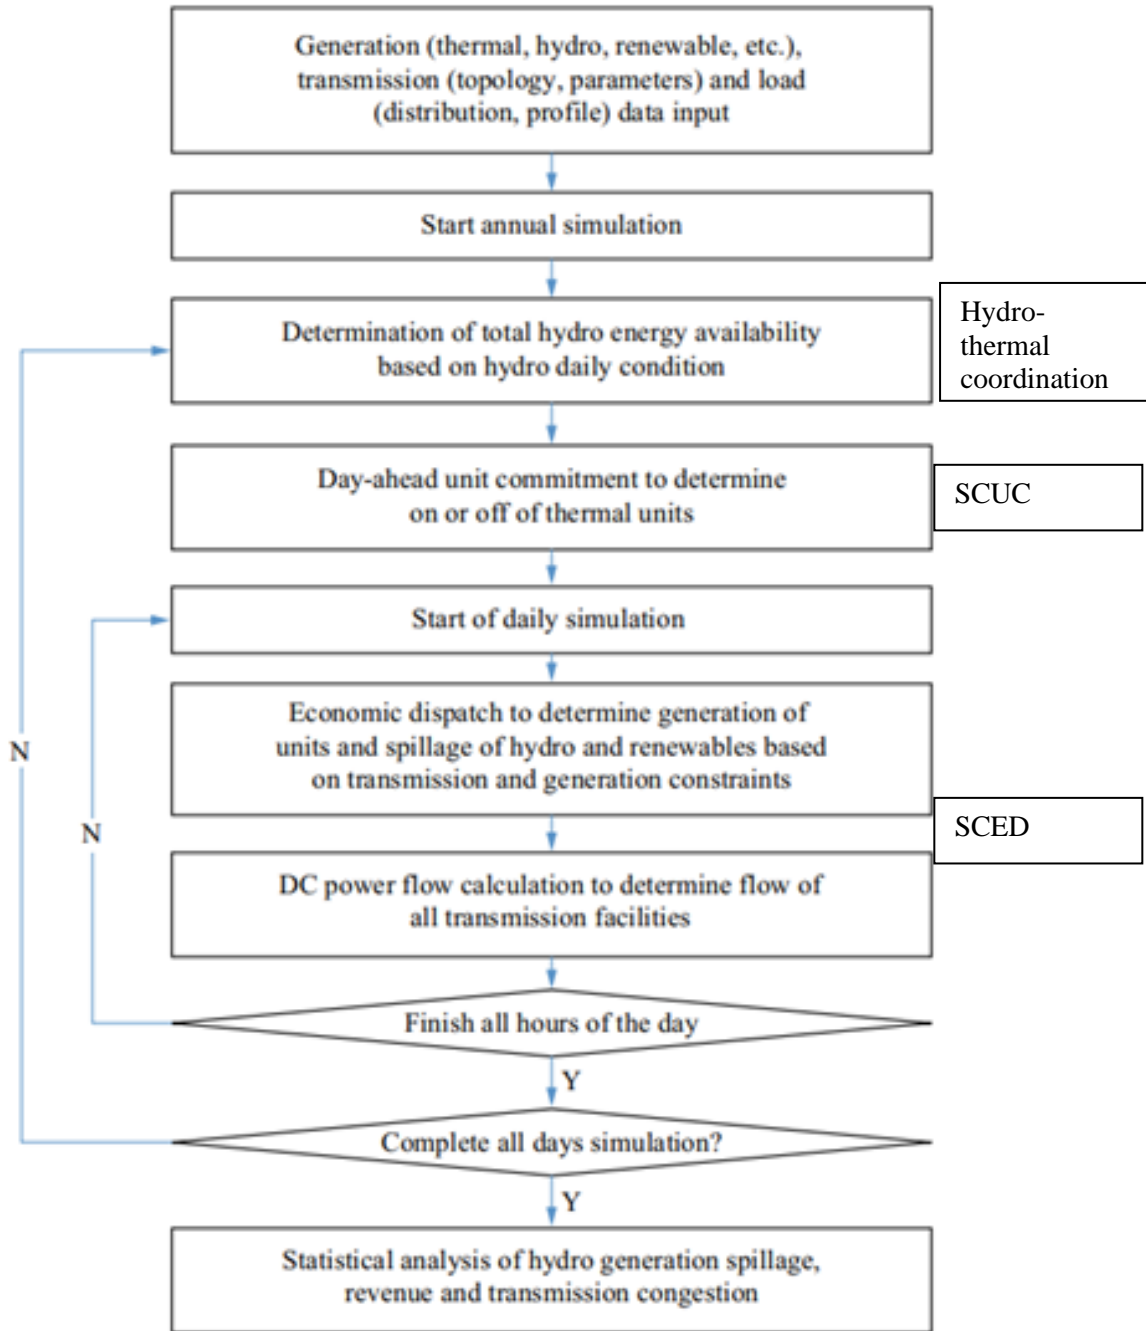 Generation (thermal, hydro, renewable, etc.),
transmission (topology, parameters) and load
(distribution, profile) data input
Start annual simulation
Determination of total hydro energy availability
based on hydro daily condition
Hydro-
thermal
coordination
Day-ahead unit commitment to determine
on or off of thermal units
SCUC
Start of daily simulation
Economic dispatch to determine generation of
units and spillage of hydro and renewables based
on transmission and generation constraints
N
N
SCED
DC power flow calculation to determine flow of
all transmission facilities
Finish all hours of the day
Y
Complete all days simulation?
Y
Statistical analysis of hydro generation spillage,
revenue and transmission congestion